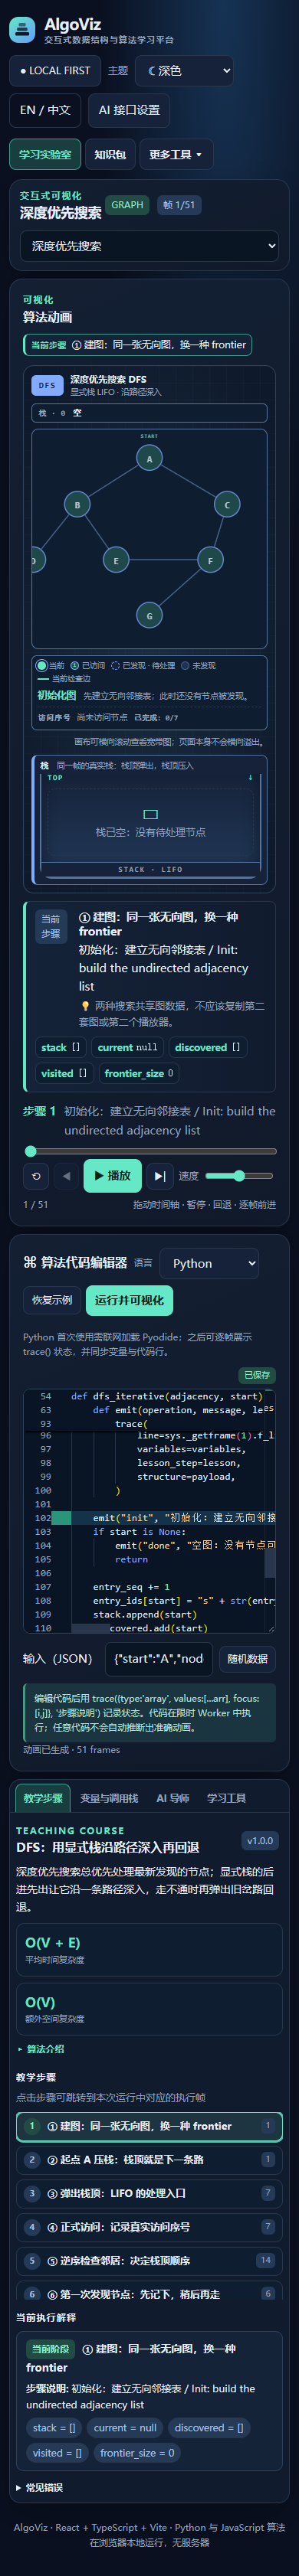 AlgoViz
交互式数据结构与算法学习平台
● LOCAL FIRST 主题 ☾ 深色
EN / 中文 AI 接口设置
学习实验室 知识包 更多工具 ▾
交互式可视化
深度优先搜索 GRAPH 帧 1/51
深度优先搜索
可视化
算法动画
当前步骤 ① 建图：同一张无向图，换一种 frontier
DFS 深度优先搜索 DFS
显式栈 LIFO · 沿路径深入
栈 · 0 空
START
A
B
C
D
E
F
G
当前 已访问 已发现 · 待处理 未发现
当前检查边
初始化图 先建立无向邻接表；此时还没有节点被发现。
访问序号 尚未访问节点 已完成: 0/7
画布可横向滚动查看宽常图；页面本身不会横向溢出。
栈 同一帧的真实栈：栈顶弹出，栈顶压入
TOP ↓
栈已空：没有待处理节点
STACK · LIFO
当前步骤 ① 建图：同一张无向图，换一种 frontier
初始化：建立无向邻接表 / Init: build the undirected adjacency list
💡 两种搜索共享图数据，不应该复制第二套图或第二个播放器。
stack [] current null discovered []
visited [] frontier_size 0
步骤 1 初始化：建立无向邻接表 / Init: build the undirected adjacency list
⟲ ◀ ▶ 播放 ▶| 速度
1 / 51 拖动时间轴 · 暂停 · 回退 · 逐帧前进
⌘ 算法代码编辑器 语言 Python
恢复示例 运行并可视化
Python 首次使用需联网加载 Pyodide；之后可逐帧展示 trace() 状态，并同步变量与代码行。
已保存
54 def dfs_iterative(adjacency, start)
63 def emit(operation, message, les
93 trace(
96 line=sys._getframe(1).f_l
97 variables=variables,
98 lesson_step=lesson,
99 structure=payload,
100 )
101
102 emit("init", "初始化：建立无向邻接
103 if start is None:
104 emit("done", "空图：没有节点可
105 return
106
107 entry_seq += 1
108 entry_ids[start] = "s" + str(entry
109 stack.append(start)
110 covered.add(start)
输入（JSON） {"start":"A","nod 随机数据
编辑代码后用 trace({type:'array', values:[...arr], focus:[i,j]}, '步骤说明') 记录状态。代码在限时 Worker 中执行；任意代码不会自动推断出准确动画。
动画已生成 · 51 frames
教学步骤 变量与调用栈 AI 导师 学习工具
TEACHING COURSE
DFS：用显式栈沿路径深入再回退 v1.0.0
深度优先搜索总优先处理最新发现的节点；显式栈的后进先出让它沿一条路径深入，走不通时再弹出旧岔路回退。
O(V + E)
平均时间复杂度
O(V)
额外空间复杂度
▸ 算法介绍
教学步骤
点击步骤可跳转到本次运行中对应的执行帧
1 ① 建图：同一张无向图，换一种 frontier 1
2 ② 起点 A 压栈：栈顶就是下一条路 1
3 ③ 弹出栈顶：LIFO 的处理入口 7
4 ④ 正式访问：记录真实访问序号 7
5 ⑤ 逆序检查邻居：决定栈顶顺序 14
6 ⑥ 第一次发现节点：先记下，稍后再走 6
当前执行解释
当前阶段 ① 建图：同一张无向图，换一种 frontier
步骤说明: 初始化：建立无向邻接表 / Init: build the undirected adjacency list
stack = [] current = null discovered = []
visited = [] frontier_size = 0
▸ 常见错误
AlgoViz · React + TypeScript + Vite · Python 与 JavaScript 算法在浏览器本地运行，无服务器